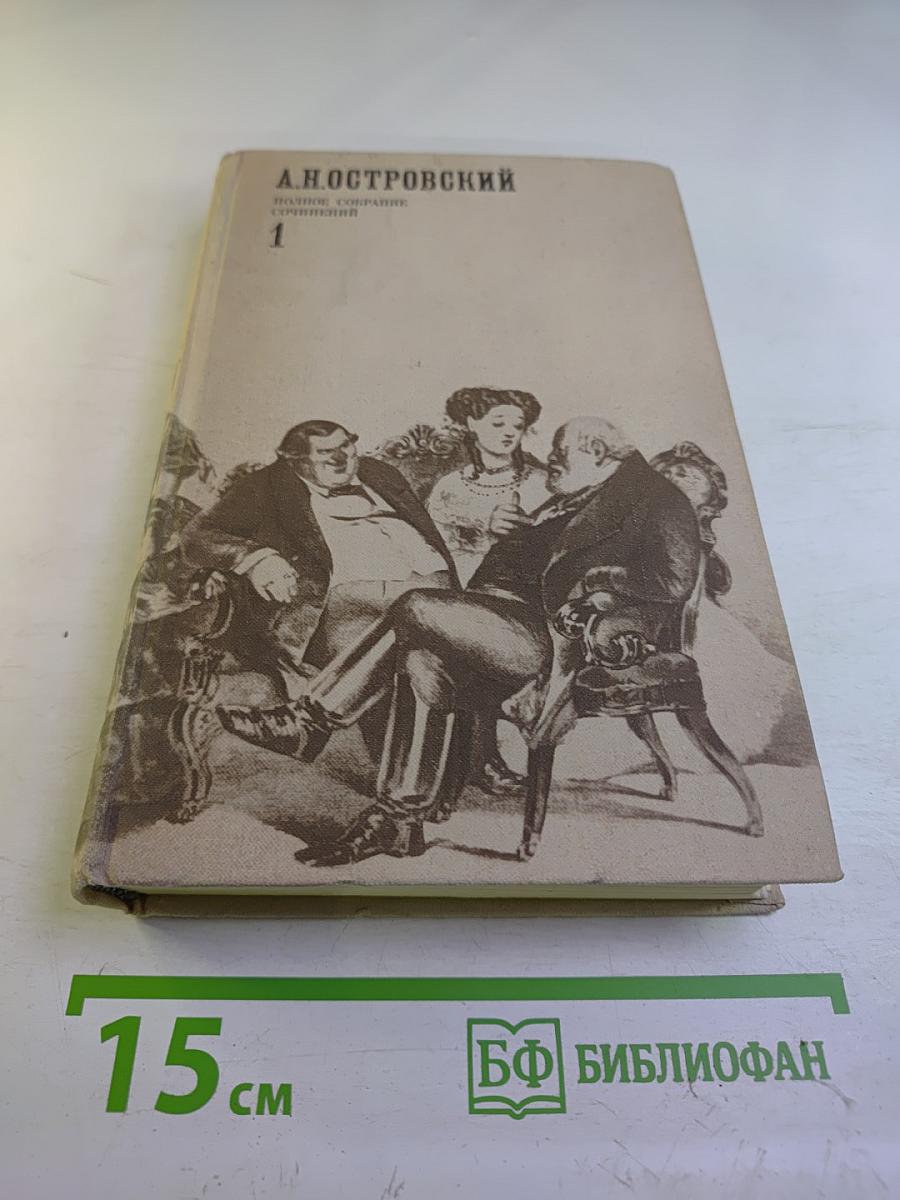 А.Н.ОСТРОВСКИЙ
ПОЛНОЕ СОБРАНИЕ
СОЧИНЕНИЙ
1
15 см
БФ БИБЛИОФАН